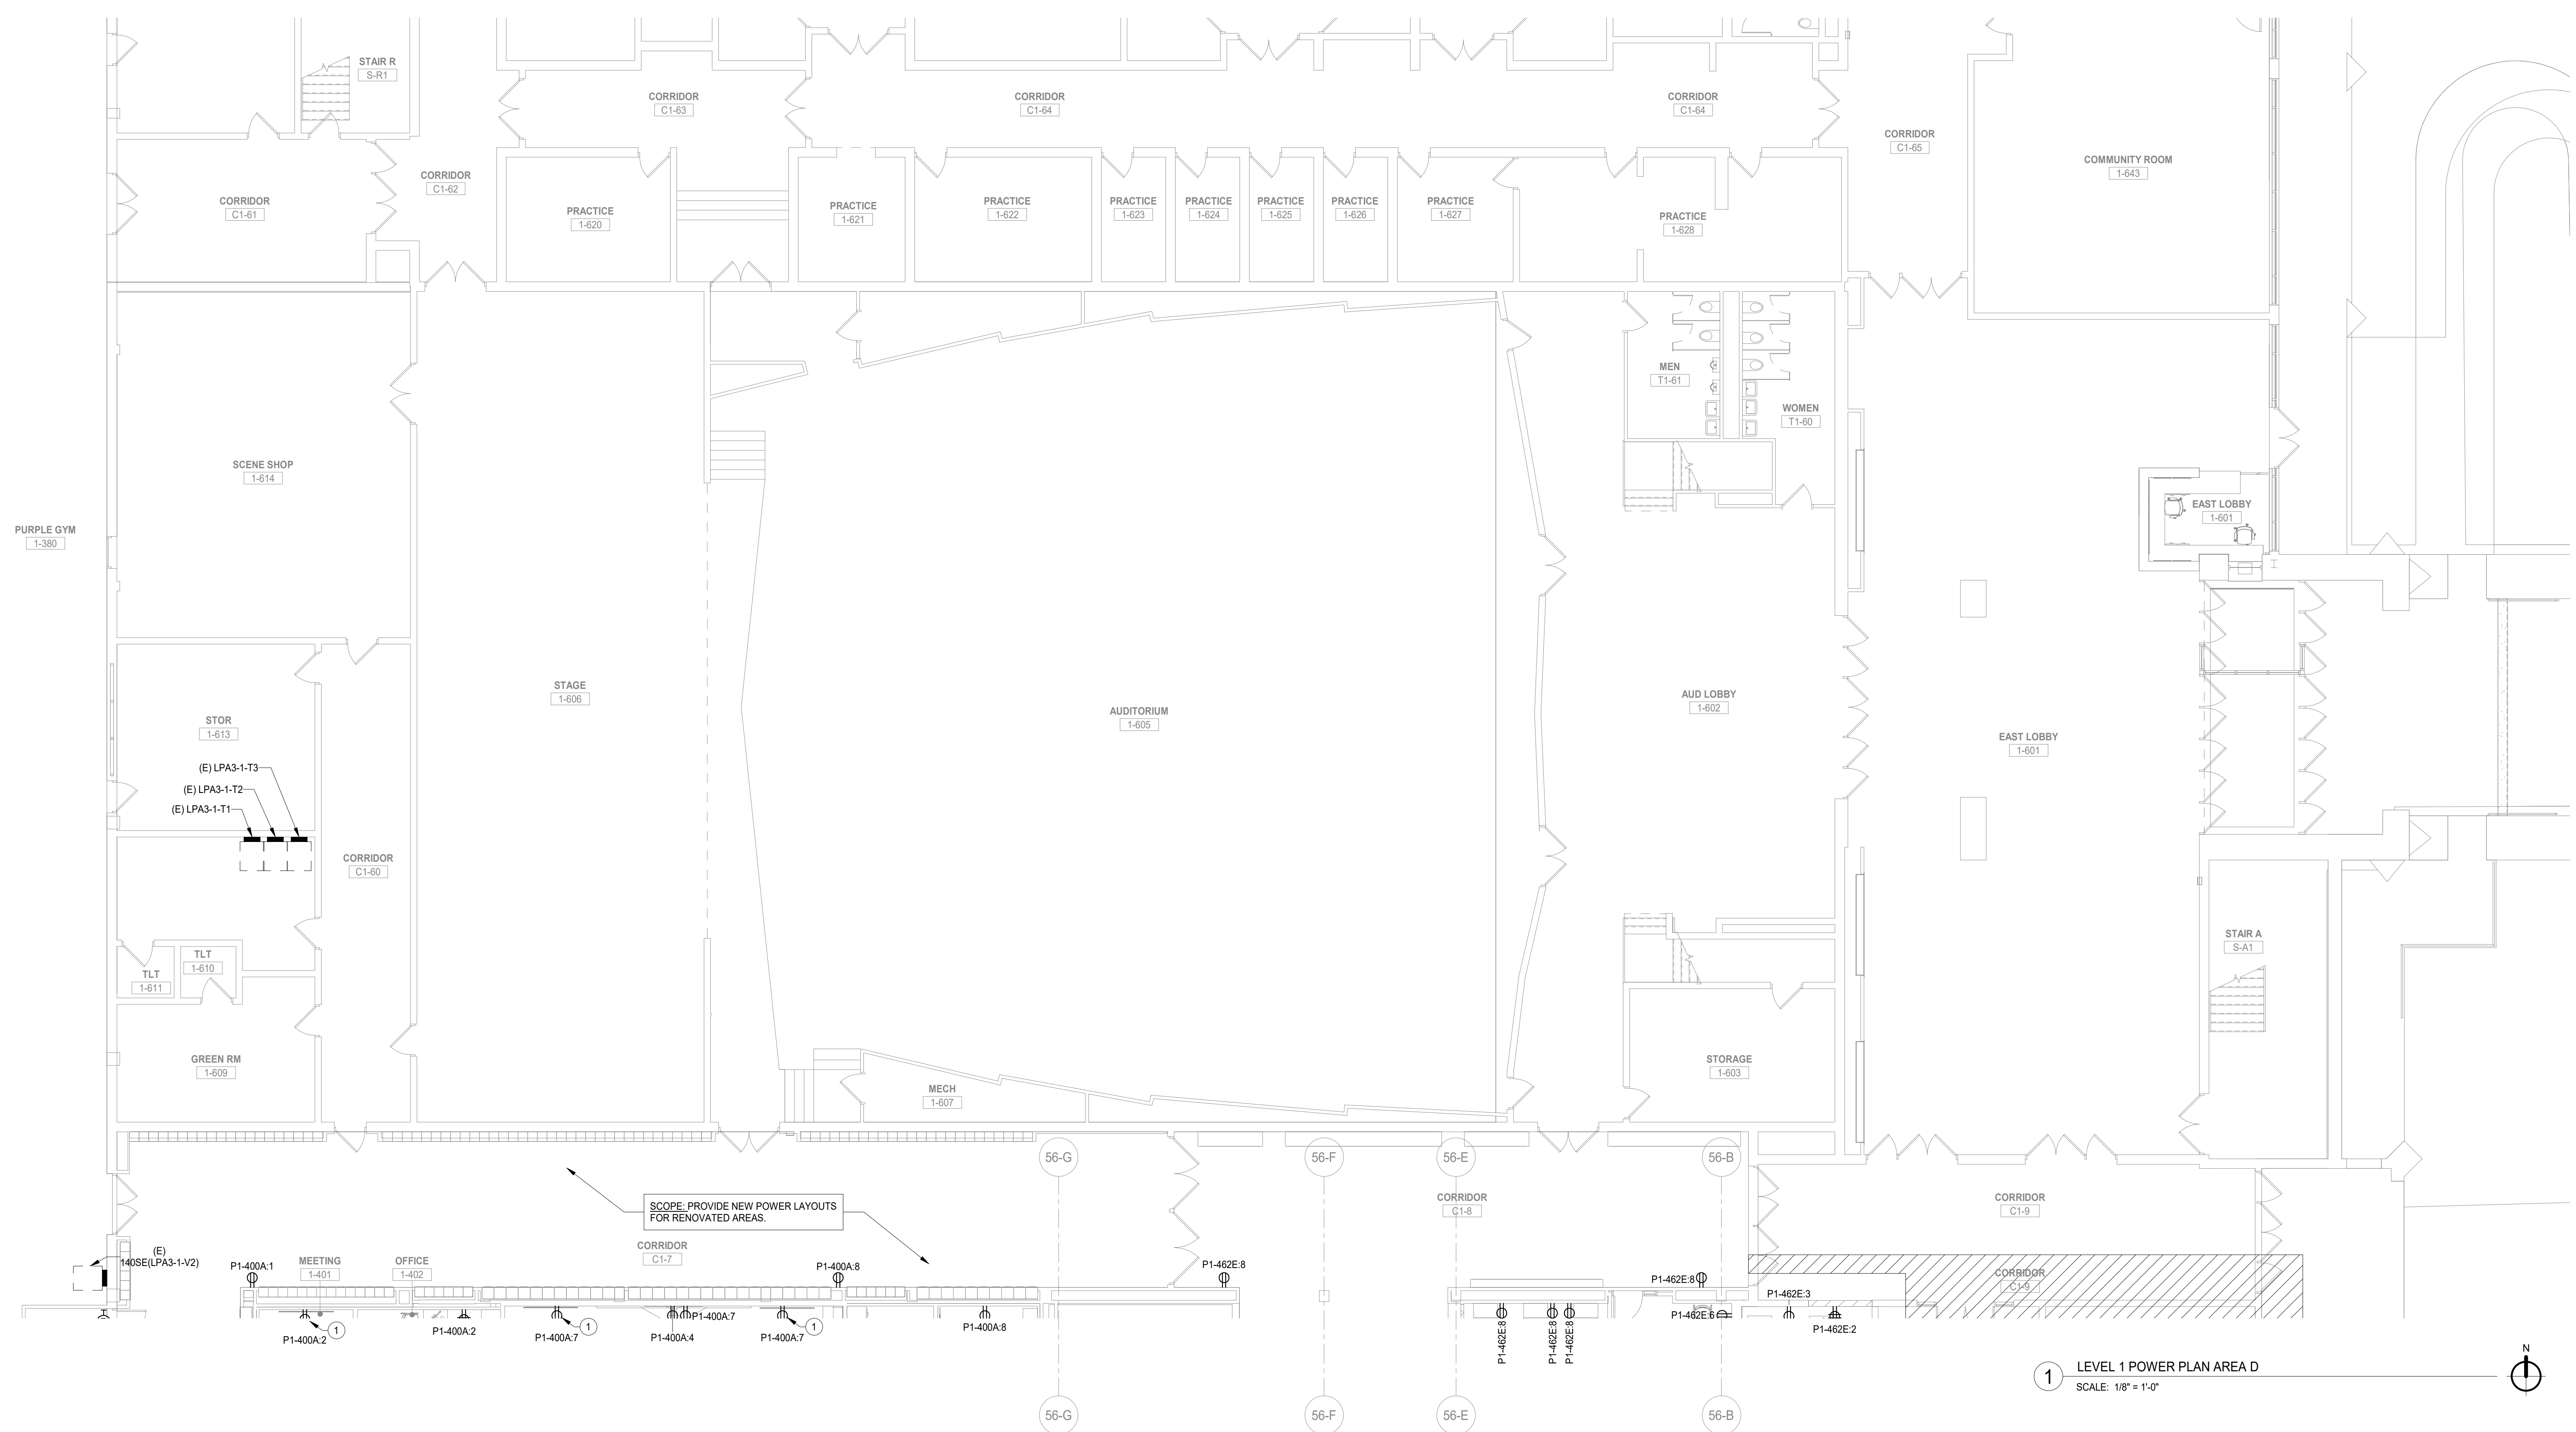 STAIR R
S-R1
CORRIDOR
C1-63
CORRIDOR
C1-64
CORRIDOR
C1-64
CORRIDOR
C1-65
COMMUNITY ROOM
1-643
CORRIDOR
C1-62
CORRIDOR
C1-61
PRACTICE
1-620
PRACTICE
1-621
PRACTICE
1-622
PRACTICE
1-623
PRACTICE
1-624
PRACTICE
1-625
PRACTICE
1-626
PRACTICE
1-627
PRACTICE
1-628
MEN
T1-61
WOMEN
T1-60
SCENE SHOP
1-614
EAST LOBBY
1-601
PURPLE GYM
1-380
STAGE
1-606
AUDITORIUM
1-605
AUD LOBBY
1-602
EAST LOBBY
1-601
STOR
1-613
(E) LPA3-1-T3
(E) LPA3-1-T2
(E) LPA3-1-T1
CORRIDOR
C1-60
TLT
1-610
TLT
1-611
STAIR A
S-A1
GREEN RM
1-609
MECH
1-607
STORAGE
1-603
56-G
56-F
56-E
56-B
SCOPE: PROVIDE NEW POWER LAYOUTS
FOR RENOVATED AREAS.
CORRIDOR
C1-8
CORRIDOR
C1-9
CORRIDOR
C1-7
(E)
140SE(LPA3-1-V2)
MEETING
1-401
OFFICE
1-402
P1-400A:1
P1-400A:8
P1-462E:8
P1-462E:8
CORRIDOR
C1-9
P1-462E:3
P1-400A:2
1
P1-400A:2
P1-400A:7
1
P1-400A:4
P1-400A:7
P1-400A:7
1
P1-400A:8
P1-462E:8
P1-462E:8
P1-462E:8
P1-462E:6
P1-462E:2
56-G
56-F
56-E
56-B
1
LEVEL 1 POWER PLAN AREA D
SCALE: 1/8" = 1'-0"
N